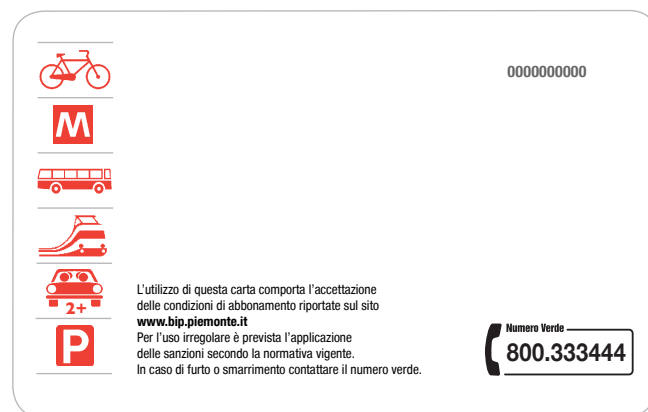 0000000000
M
2+
P
L'utilizzo di questa carta comporta l'accettazione
delle condizioni di abbonamento riportate sul sito
www.bip.piemonte.it
Per l'uso irregolare è prevista l'applicazione
delle sanzioni secondo la normativa vigente.
In caso di furto o smarrimento contattare il numero verde.
Numero Verde
800.333444